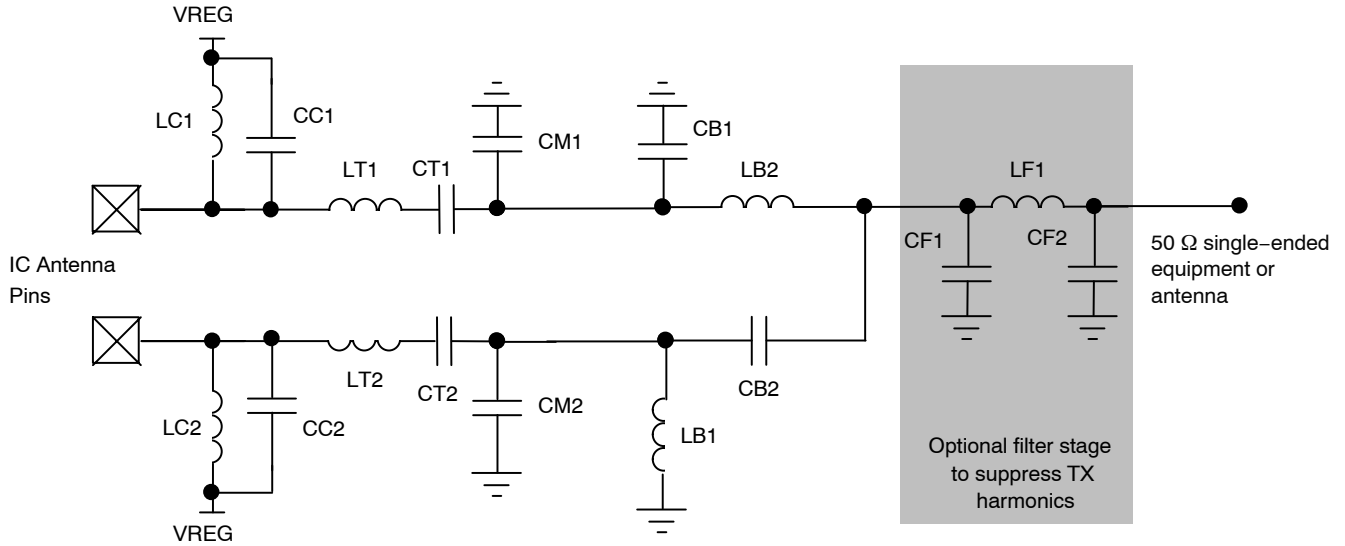 VREG
LC1
CC1
LT1
CT1
CM1
CB1
LB2
LF1
CF1
CF2
50 Ω single−ended
equipment or
antenna
IC Antenna
Pins
LC2
CC2
LT2
CT2
CM2
LB1
CB2
VREG
Optional filter stage
to suppress TX
harmonics